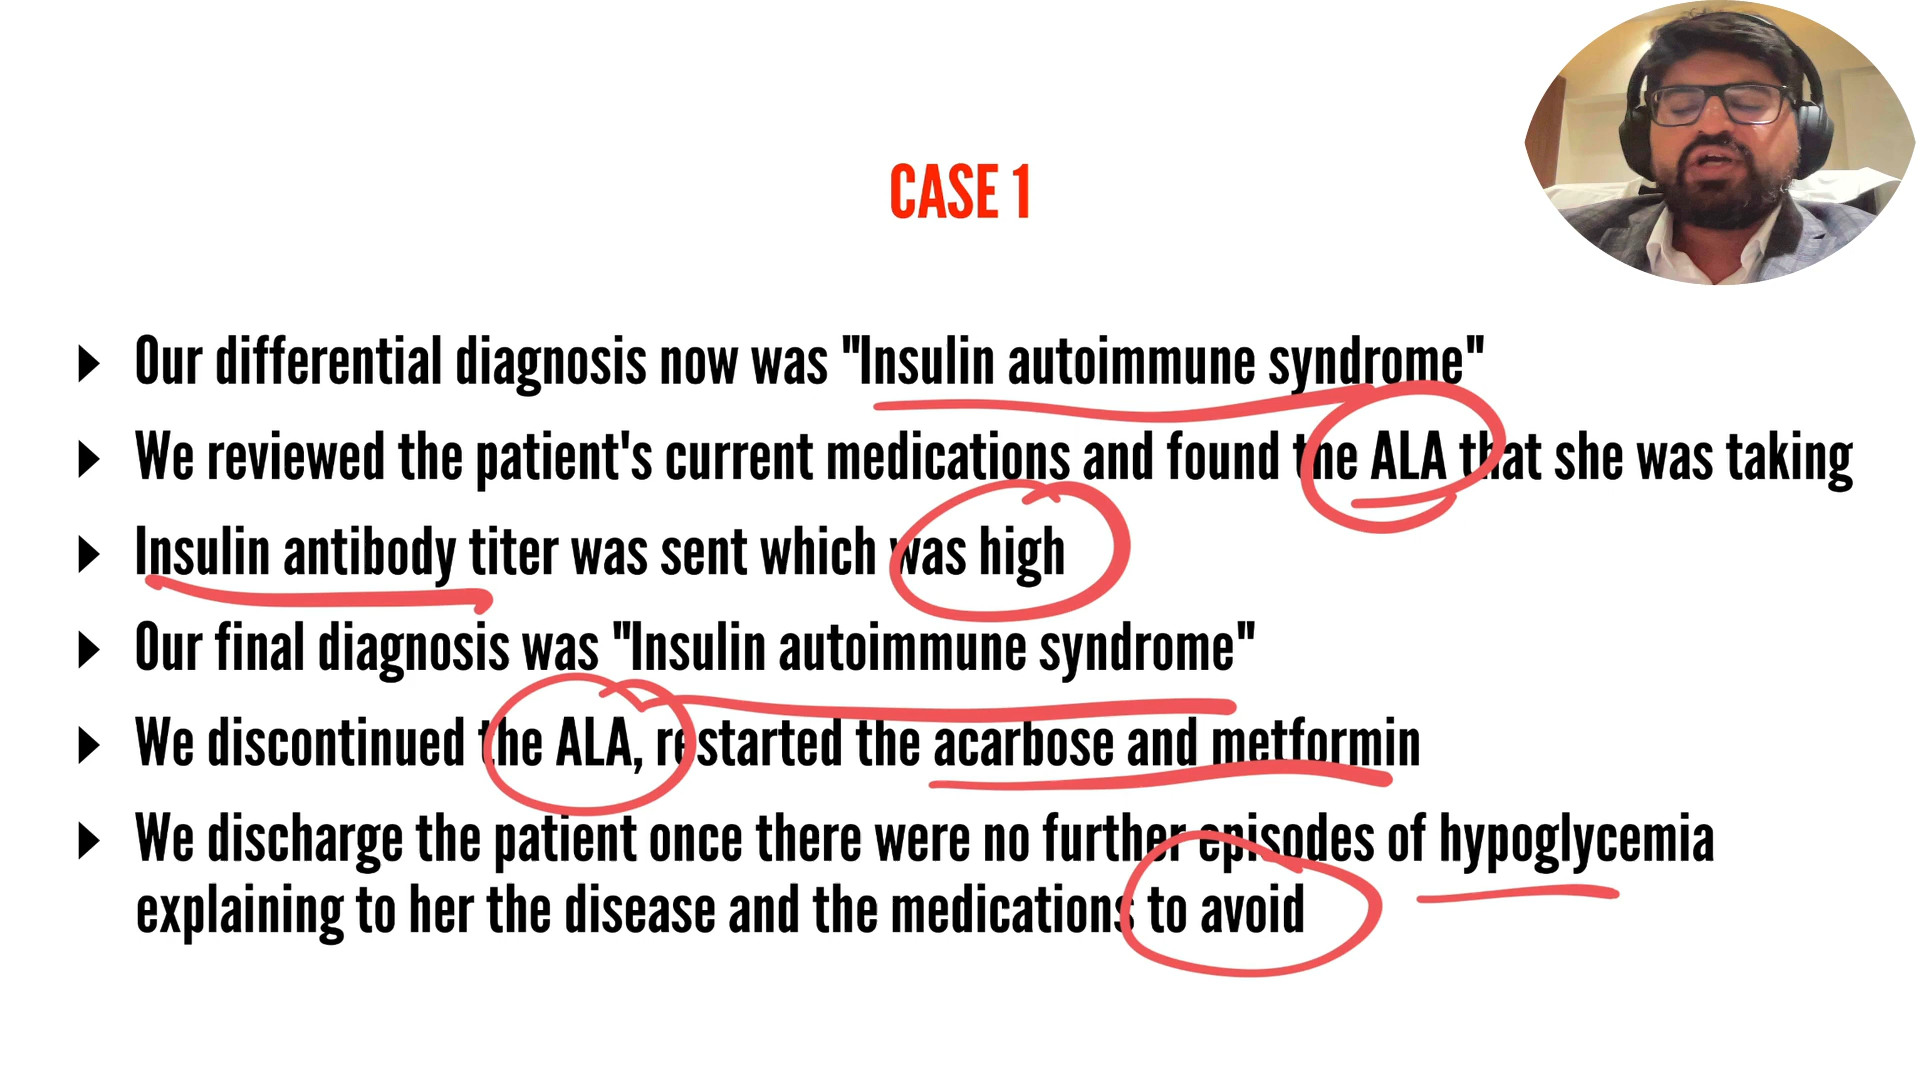 CASE 1
Our differential diagnosis now was "Insulin autoimmune syndrome"
We reviewed the patient's current medications and found the ALA that she was taking
Insulin antibody titer was sent which was high
Our final diagnosis was "Insulin autoimmune syndrome"
We discontinued the ALA, restarted the acarbose and metformin
We discharge the patient once there were no further episodes of hypoglycemia
explaining to her the disease and the medications to avoid